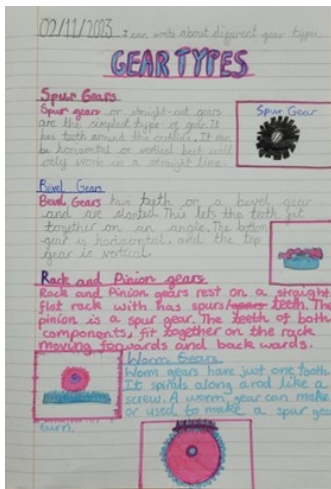 02/11/2023 I can write about different gear types
GEAR TYPES
Spur Gears
Spur gears or straight-cut gears
are the simplest type of gear. It
has teeth around the outside. It can
be horizontal or vertical but will
only work in a straight line.
Spur Gear
Bevel Gears
Bevel Gears have teeth on a bevel gear
and are slanted. This lets the teeth fit
together on an angle. The bottom
gear is horizontal, and the top
gear is vertical.
Rack and Pinion gears
Rack and Pinion gears rest on a straight
flat rack with has spurs teeth. The
pinion is a spur gear. The teeth of both
components, fit together on the rack
moving forwards and back wards.
Worm Gears
Worm gears have just one tooth.
It spirals along a rod like a
screw. A worm gear can make
or used to make a spur gear
turn.